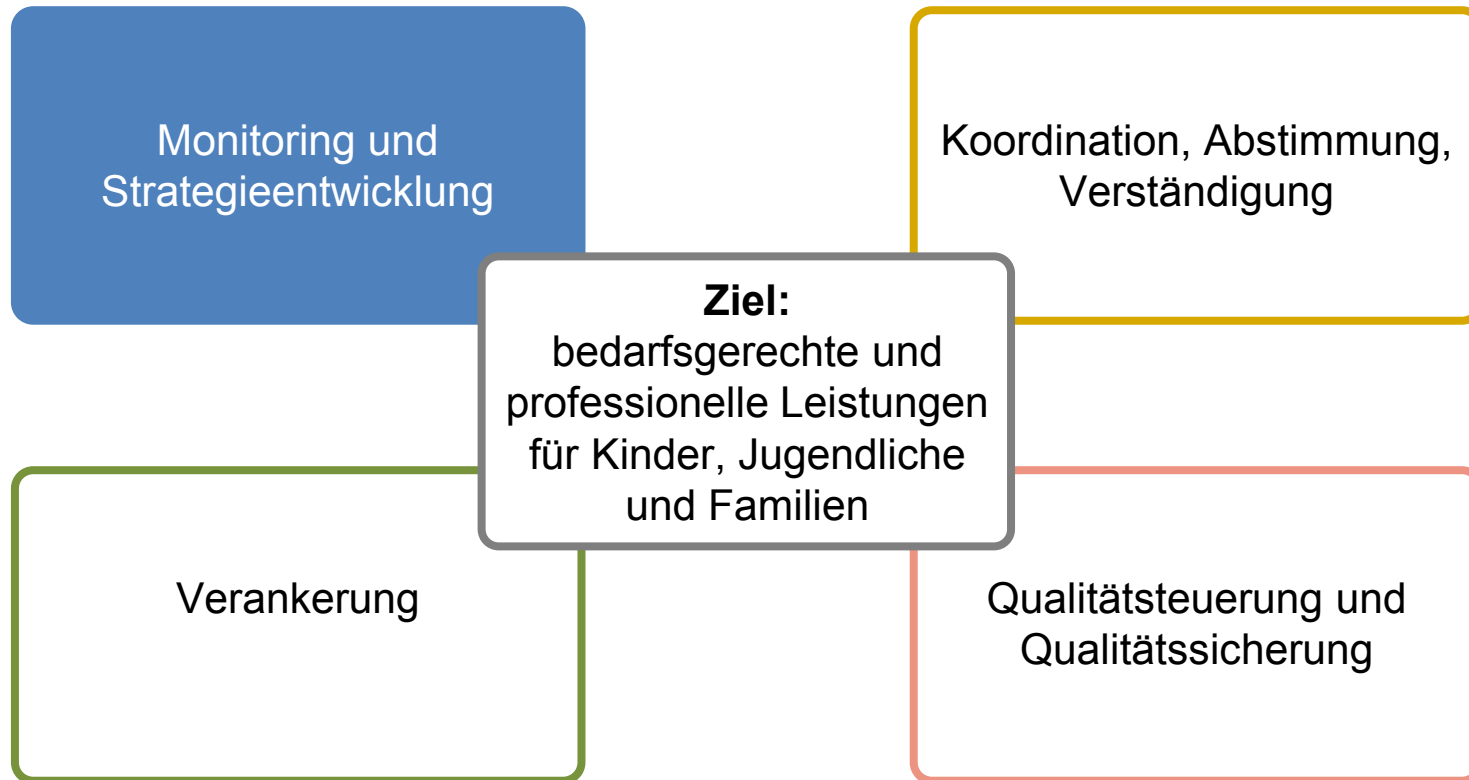 Monitoring und
Strategieentwicklung
Koordination, Abstimmung,
Verständigung
Ziel:
bedarfsgerechte und
professionelle Leistungen
für Kinder, Jugendliche
und Familien
Verankerung
Qualitätsteuerung und
Qualitätssicherung